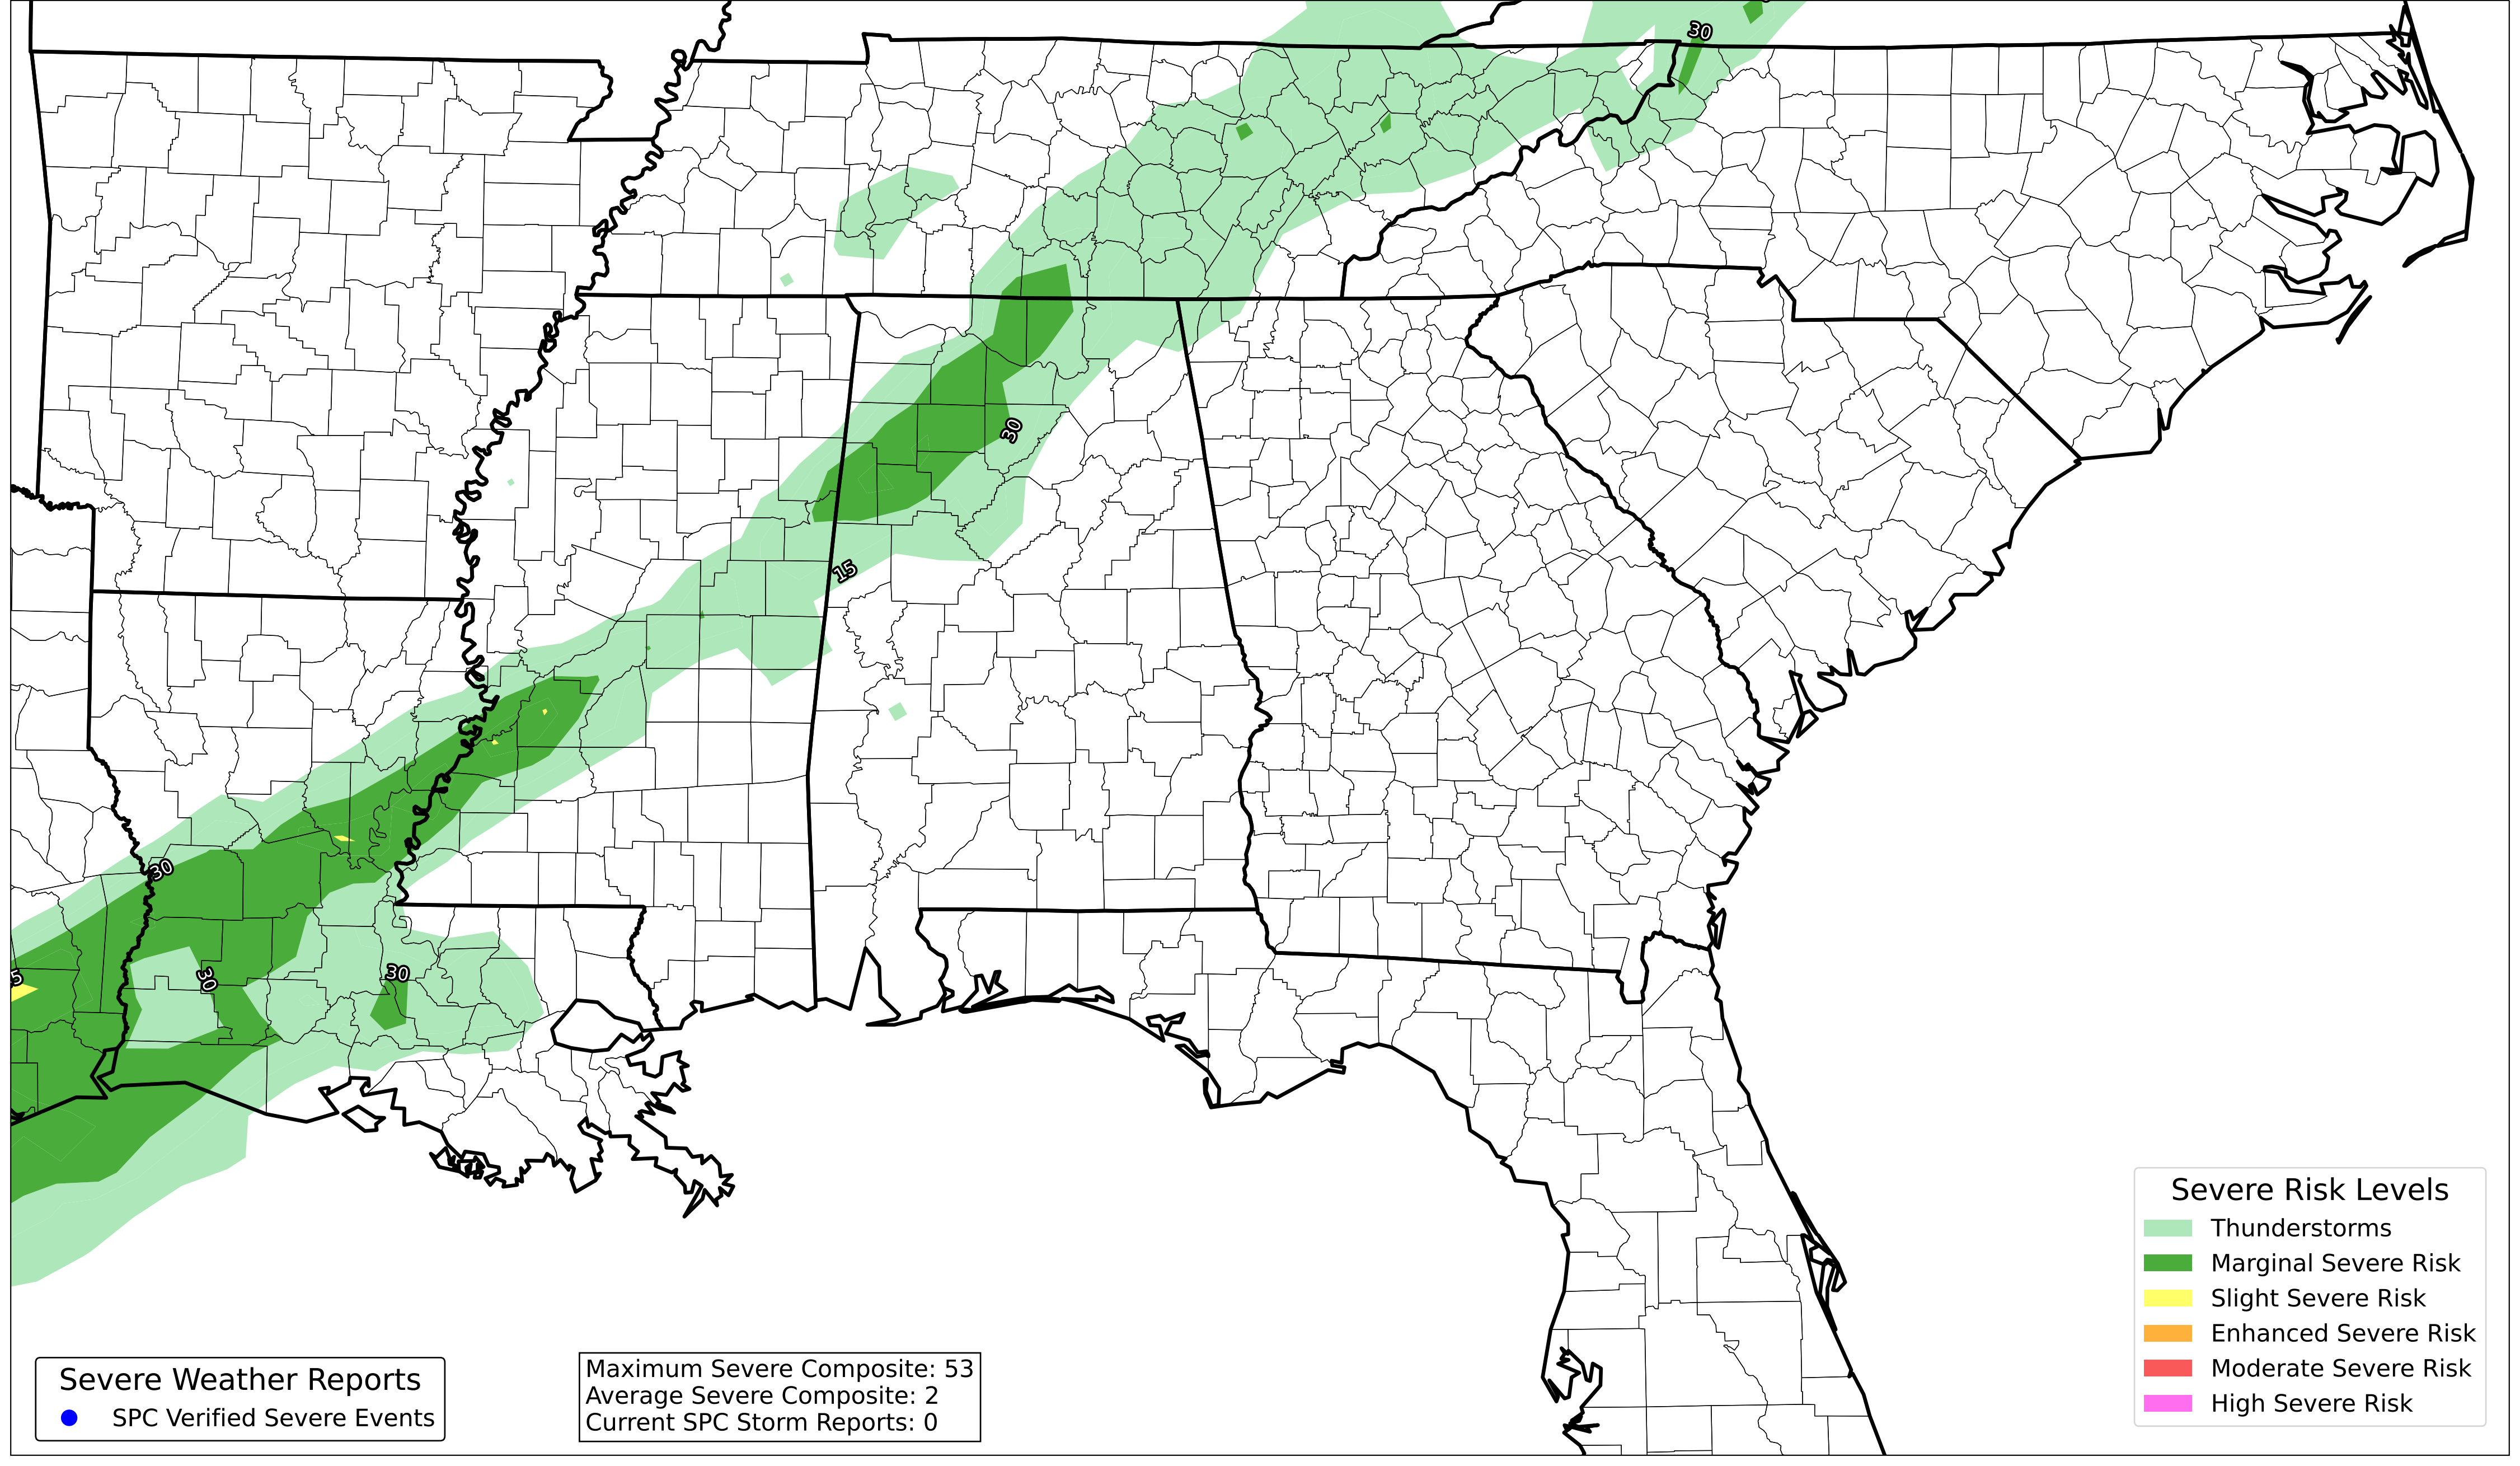 30
30
15
30
30
30
5
Severe Risk Levels
Thunderstorms
Marginal Severe Risk
Slight Severe Risk
Enhanced Severe Risk
Moderate Severe Risk
High Severe Risk
Severe Weather Reports
SPC Verified Severe Events
Maximum Severe Composite: 53
Average Severe Composite: 2
Current SPC Storm Reports: 0